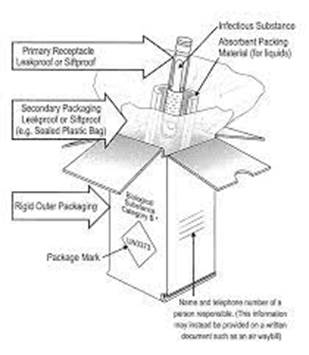 Infectious Substance
Primary Receptacle
Leakproof or Siftproof
Absorbent Packing
Material (for liquids)
Secondary Packaging
Leakproof or Siftproof
(e.g. Sealed Plastic Bag)
Rigid Outer Packaging
Biological
Substance
Category B
UN3373
Package Mark
Name and telephone number of a
person responsible. (This information
may instead be provided on a written
document such as an air waybill)